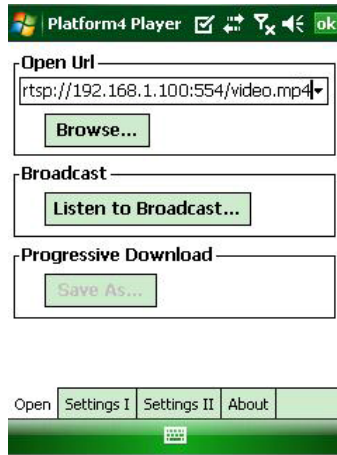 Platform4 Player ok
Open Url
rtsp://192.168.1.100:554/video.mp4
Browse...
Broadcast
Listen to Broadcast...
Progressive Download
Save As...
Open Settings I Settings II About